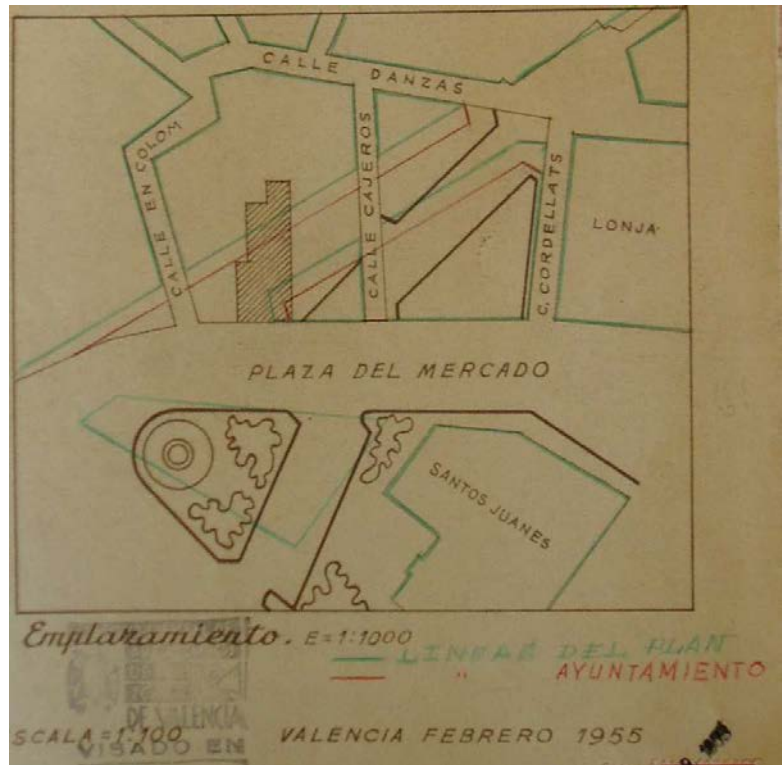 CALLE DANZAS
CALLE EN COLOM
CALLE CAJEROS
C. CORDELLATS
LONJA
PLAZA DEL MERCADO
SANTOS JUANES
Emplazamiento. E=1:1000
LINEAS DEL PLAN
" AYUNTAMIENTO
DE VALENCIA
SCALA=1:100 VALENCIA FEBRERO 1955
VISADO EN